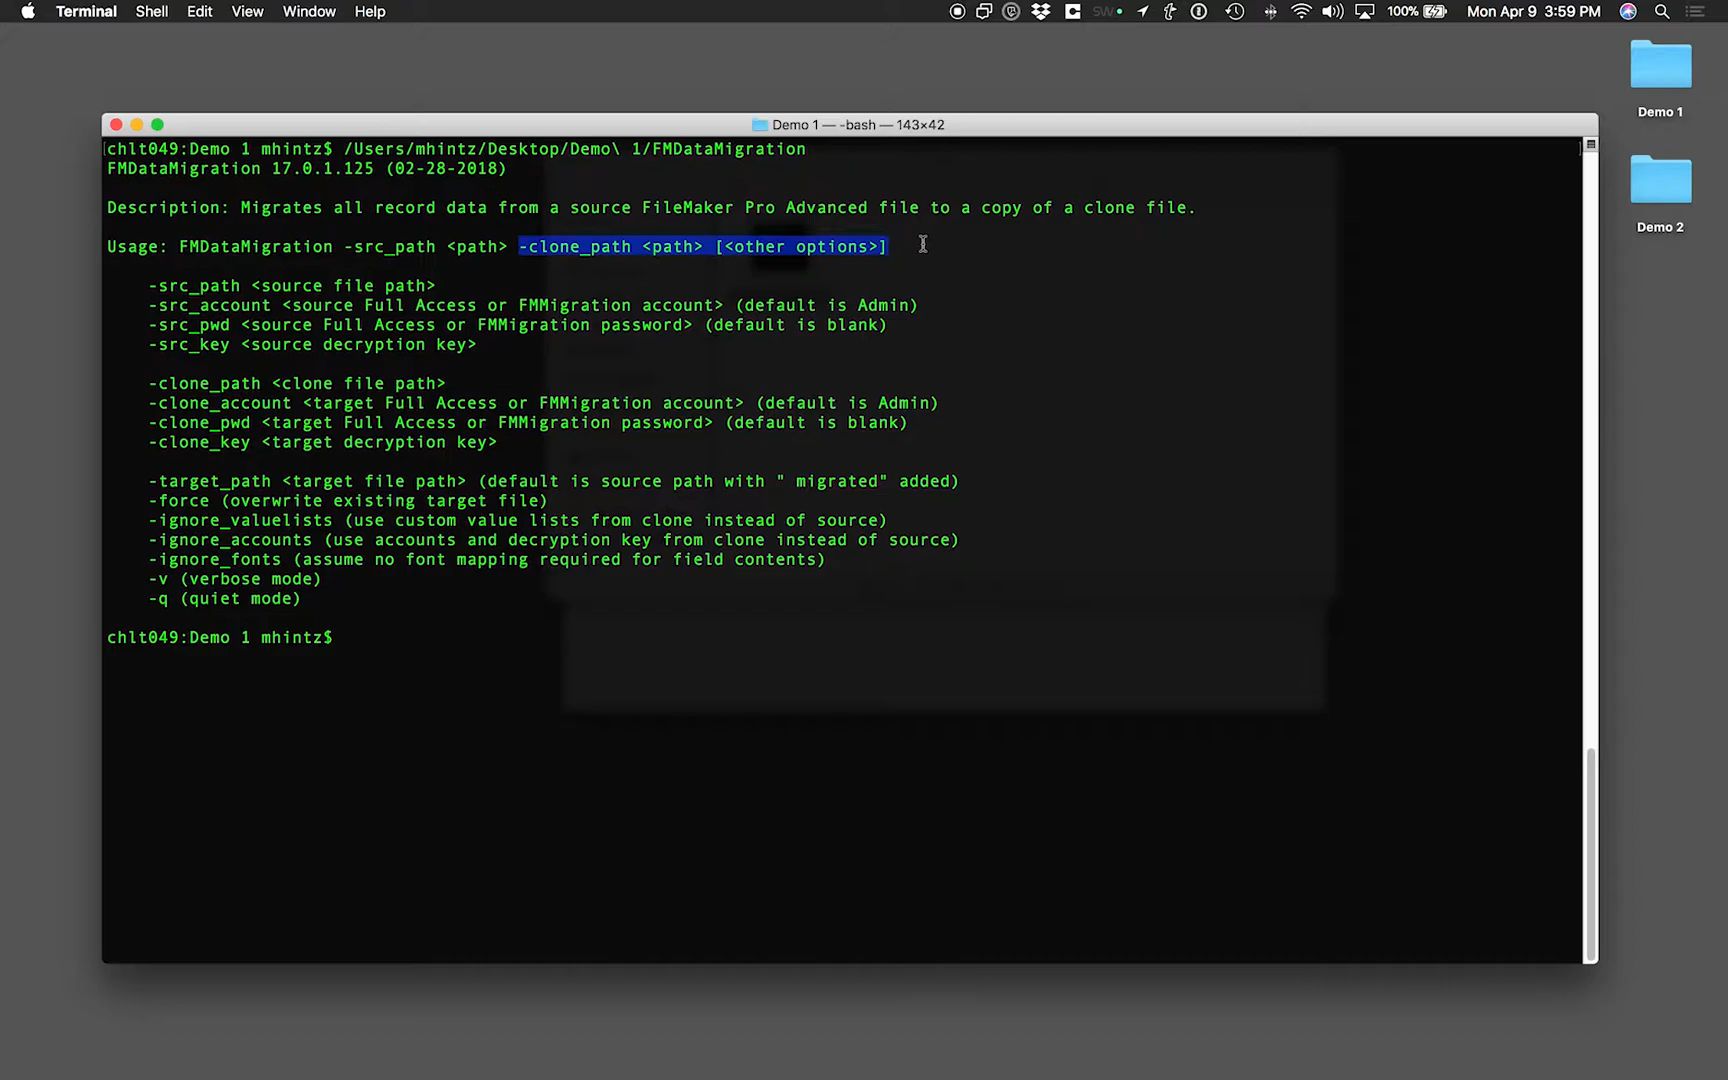 Terminal Shell Edit View Window Help 100% Mon Apr 9 3:59 PM
Demo 1
Demo 2
Demo 1 — -bash — 143×42
chlt049:Demo 1 mhintz$ /Users/mhintz/Desktop/Demo\ 1/FMDataMigration
FMDataMigration 17.0.1.125 (02-28-2018)
Description: Migrates all record data from a source FileMaker Pro Advanced file to a copy of a clone file.
Usage: FMDataMigration -src_path <path> -clone_path <path> [<other options>]
-src_path <source file path>
-src_account <source Full Access or FMMigration account> (default is Admin)
-src_pwd <source Full Access or FMMigration password> (default is blank)
-src_key <source decryption key>
-clone_path <clone file path>
-clone_account <target Full Access or FMMigration account> (default is Admin)
-clone_pwd <target Full Access or FMMigration password> (default is blank)
-clone_key <target decryption key>
-target_path <target file path> (default is source path with " migrated" added)
-force (overwrite existing target file)
-ignore_valuelists (use custom value lists from clone instead of source)
-ignore_accounts (use accounts and decryption key from clone instead of source)
-ignore_fonts (assume no font mapping required for field contents)
-v (verbose mode)
-q (quiet mode)
chlt049:Demo 1 mhintz$